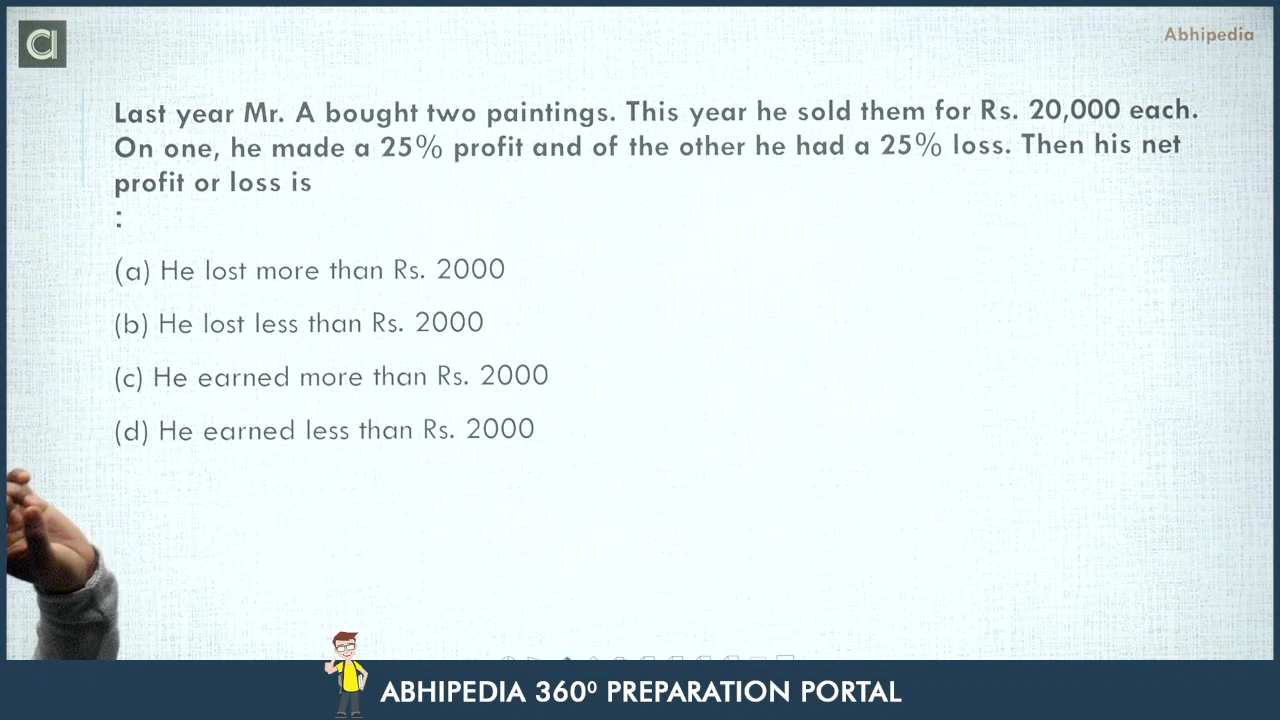 Abhipedia
Last year Mr. A bought two paintings. This year he sold them for Rs. 20,000 each.
On one, he made a 25% profit and of the other he had a 25% loss. Then his net
profit or loss is
:
(a) He lost more than Rs. 2000
(b) He lost less than Rs. 2000
(c) He earned more than Rs. 2000
(d) He earned less than Rs. 2000
ABHIPEDIA 360⁰ PREPARATION PORTAL